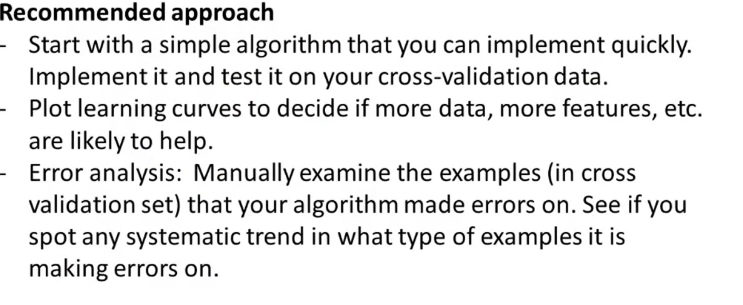 Recommended approach
- Start with a simple algorithm that you can implement quickly.
Implement it and test it on your cross-validation data.
- Plot learning curves to decide if more data, more features, etc.
are likely to help.
- Error analysis: Manually examine the examples (in cross
validation set) that your algorithm made errors on. See if you
spot any systematic trend in what type of examples it is
making errors on.